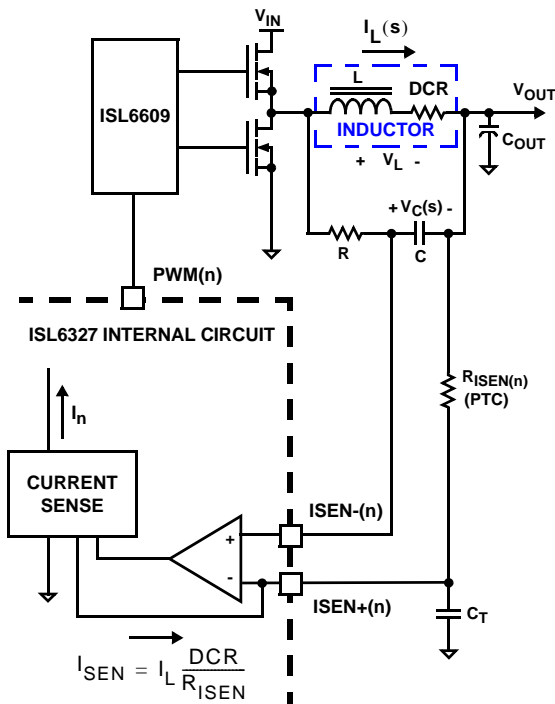 V_IN
I_L(s)
ISL6609
L
DCR
V_OUT
INDUCTOR
C_OUT
+ V_L -
+ V_C(s) -
R
C
PWM(n)
ISL6327 INTERNAL CIRCUIT
R_ISEN(n)
(PTC)
I_n
CURRENT
SENSE
ISEN-(n)
+
-
ISEN+(n)
C_T
I_SEN = I_L DCR/R_ISEN